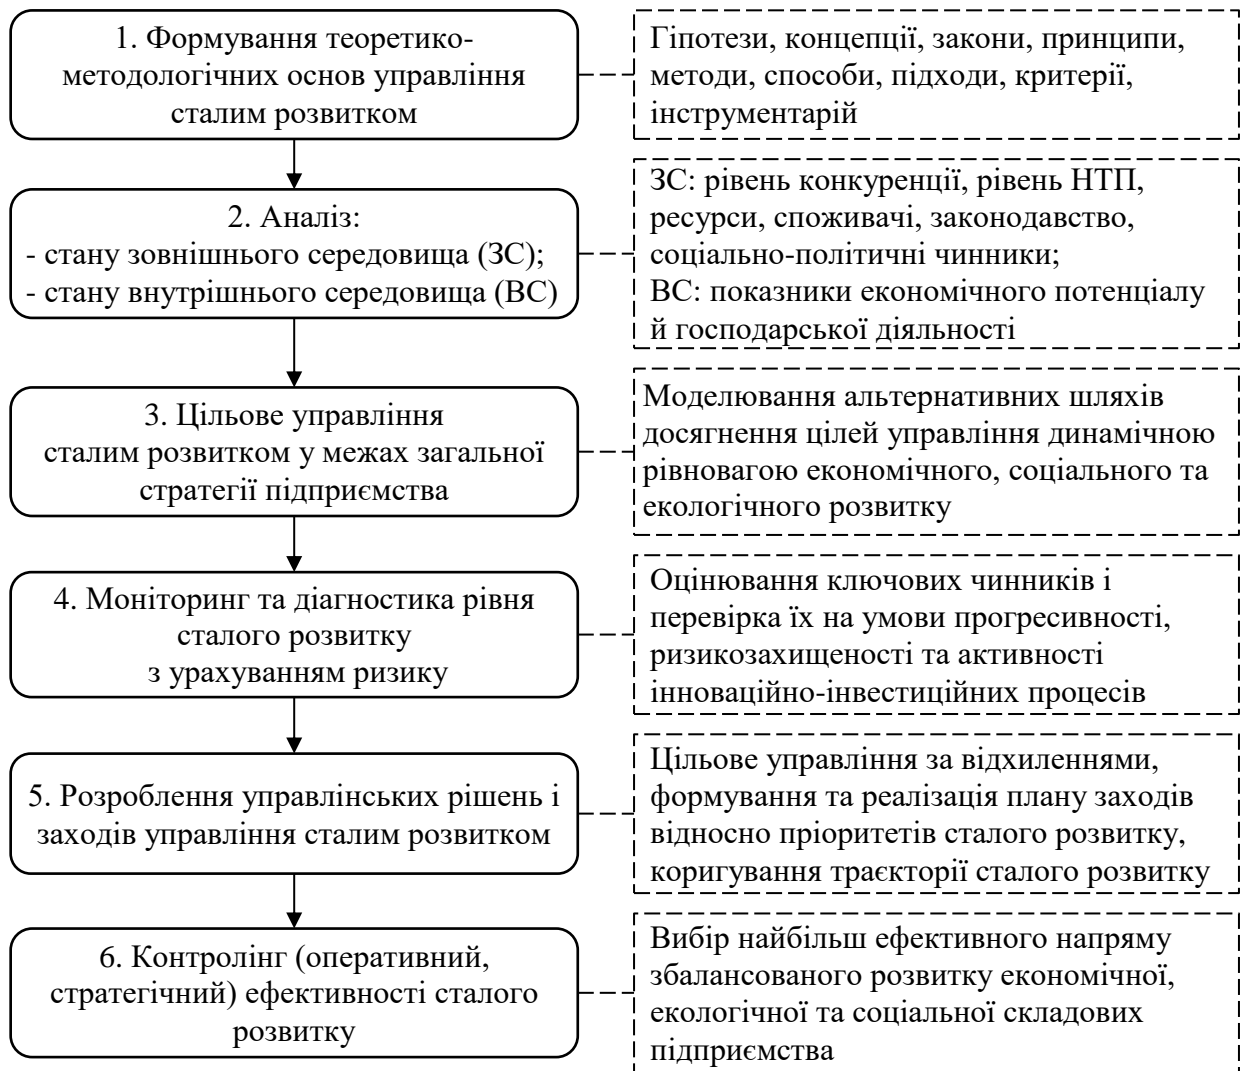 1. Формування теоретико-
методологічних основ управління
сталим розвитком
Гіпотези, концепції, закони, принципи,
методи, способи, підходи, критерії,
інструментарій
2. Аналіз:
- стану зовнішнього середовища (ЗС);
- стану внутрішнього середовища (ВС)
ЗС: рівень конкуренції, рівень НТП,
ресурси, споживачі, законодавство,
соціально-політичні чинники;
ВС: показники економічного потенціалу
й господарської діяльності
3. Цільове управління
сталим розвитком у межах загальної
стратегії підприємства
Моделювання альтернативних шляхів
досягнення цілей управління динамічною
рівновагою економічного, соціального та
екологічного розвитку
4. Моніторинг та діагностика рівня
сталого розвитку
з урахуванням ризику
Оцінювання ключових чинників і
перевірка їх на умови прогресивності,
ризикозахищеності та активності
інноваційно-інвестиційних процесів
5. Розроблення управлінських рішень і
заходів управління сталим розвитком
Цільове управління за відхиленнями,
формування та реалізація плану заходів
відносно пріоритетів сталого розвитку,
коригування траєкторії сталого розвитку
6. Контролінг (оперативний,
стратегічний) ефективності сталого
розвитку
Вибір найбільш ефективного напряму
збалансованого розвитку економічної,
екологічної та соціальної складових
підприємства